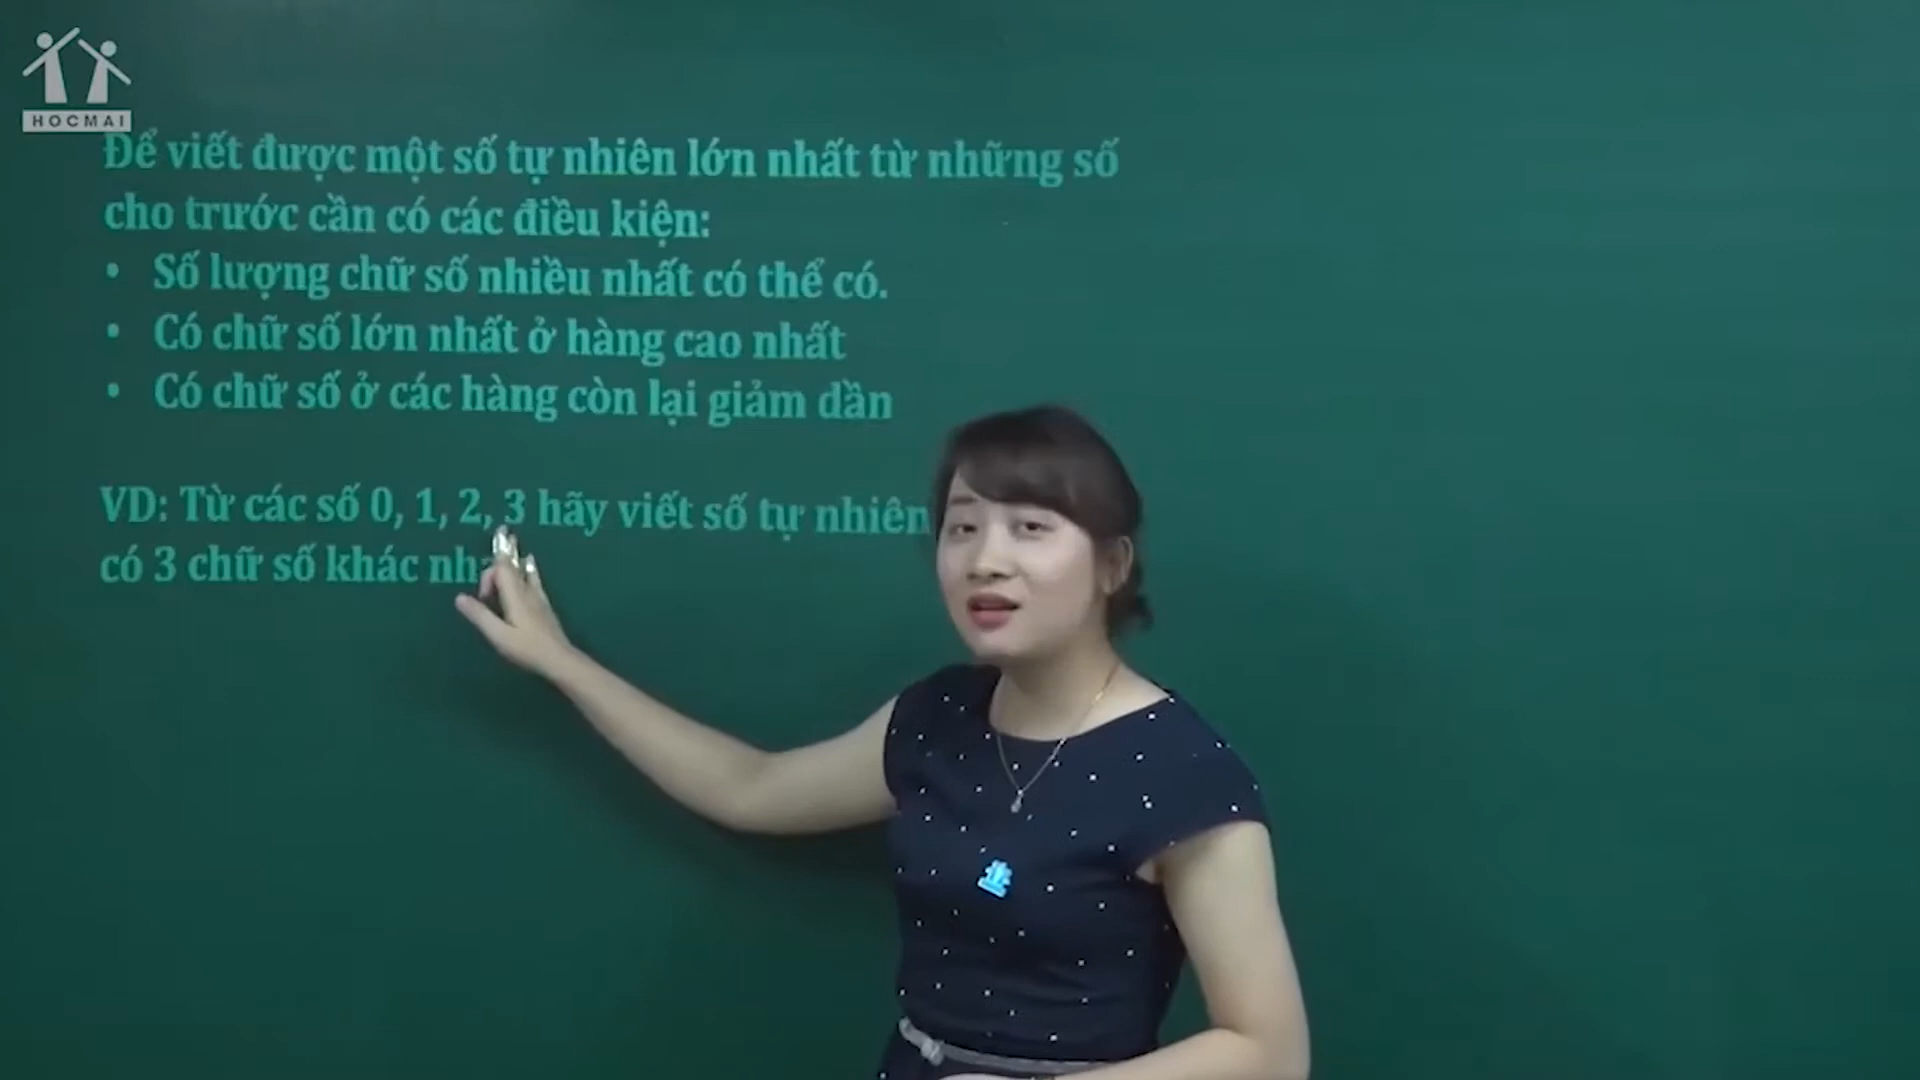 HOCMAI
Để viết được một số tự nhiên lớn nhất từ những số
cho trước cần có các điều kiện:
• Số lượng chữ số nhiều nhất có thể có.
• Có chữ số lớn nhất ở hàng cao nhất
• Có chữ số ở các hàng còn lại giảm dần
VD: Từ các số 0, 1, 2, 3 hãy viết số tự nhiên
có 3 chữ số khác